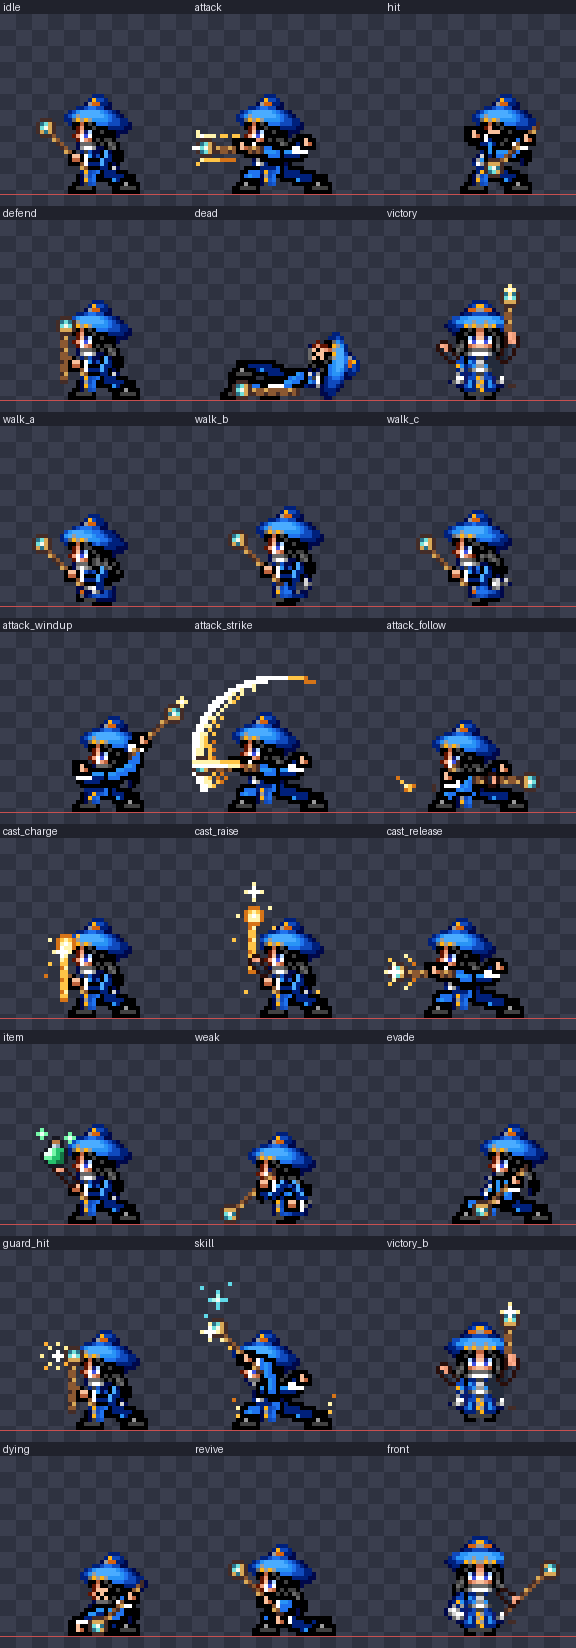 idle attack hit
defend dead victory
walk_a walk_b walk_c
attack_windup attack_strike attack_follow
cast_charge cast_raise cast_release
item weak evade
guard_hit skill victory_b
dying revive front